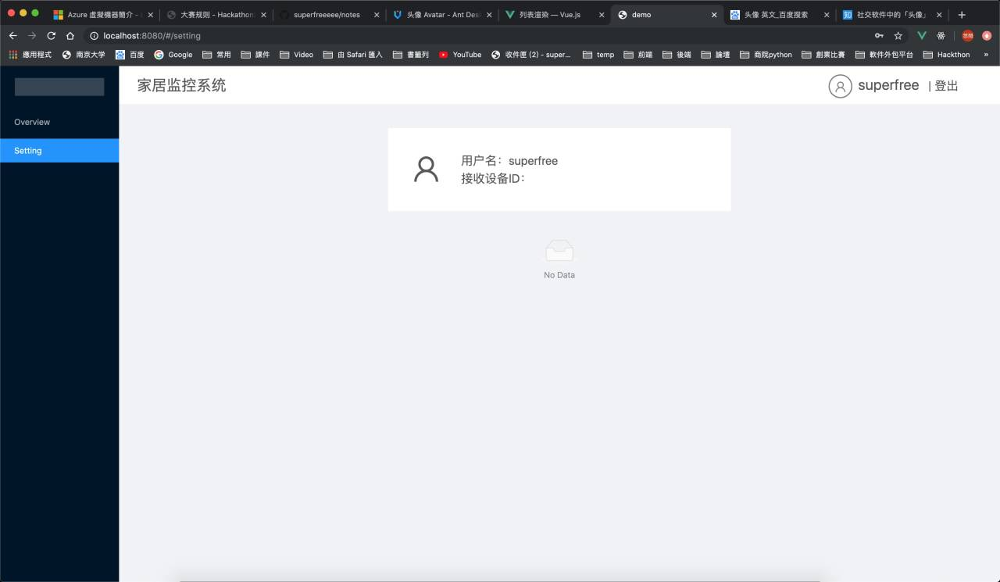 Azure 虛擬機器簡介 -
大赛规则 - Hackathon
superfreeeee/notes
头像 Avatar - Ant Des
列表渲染 — Vue.js
demo
头像 英文_百度搜索
社交软件中的「头像」
localhost:8080/#/setting
應用程式
南京大学
百度
Google
常用
課件
Video
由 Safari 匯入
書籤列
YouTube
收件匣 (2) - super...
temp
前端
後端
論壇
商院python
創業比賽
軟件外包平台
Hackthon
»
家居监控系统
superfree
| 登出
Overview
Setting
用户名：superfree
接收设备ID：
No Data